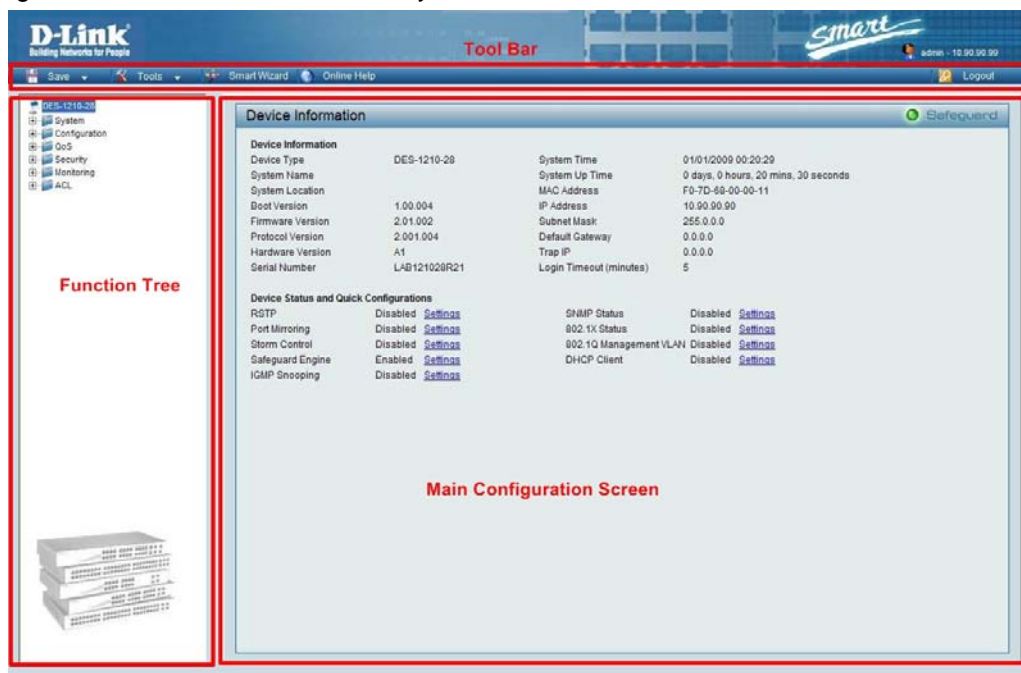 D-Link
Building Networks for People
Tool Bar
smart
admin - 10.90.90.99
Save Tools Smart Wizard Online Help Logout
DES-1210-28
System
Configuration
QoS
Security
Monitoring
ACL
Function Tree
Device Information
Safeguard
Device Information
Device Type DES-1210-28 System Time 01/01/2009 00:20:29
System Name System Up Time 0 days, 0 hours, 20 mins, 30 seconds
System Location MAC Address F0-7D-68-00-00-11
Boot Version 1.00.004 IP Address 10.90.90.90
Firmware Version 2.01.002 Subnet Mask 255.0.0.0
Protocol Version 2.001.004 Default Gateway 0.0.0.0
Hardware Version A1 Trap IP 0.0.0.0
Serial Number LAB121028R21 Login Timeout (minutes) 5
Device Status and Quick Configurations
RSTP Disabled Settings SNMP Status Disabled Settings
Port Mirroring Disabled Settings 802.1X Status Disabled Settings
Storm Control Disabled Settings 802.1Q Management VLAN Disabled Settings
Safeguard Engine Enabled Settings DHCP Client Disabled Settings
IGMP Snooping Disabled Settings
Main Configuration Screen